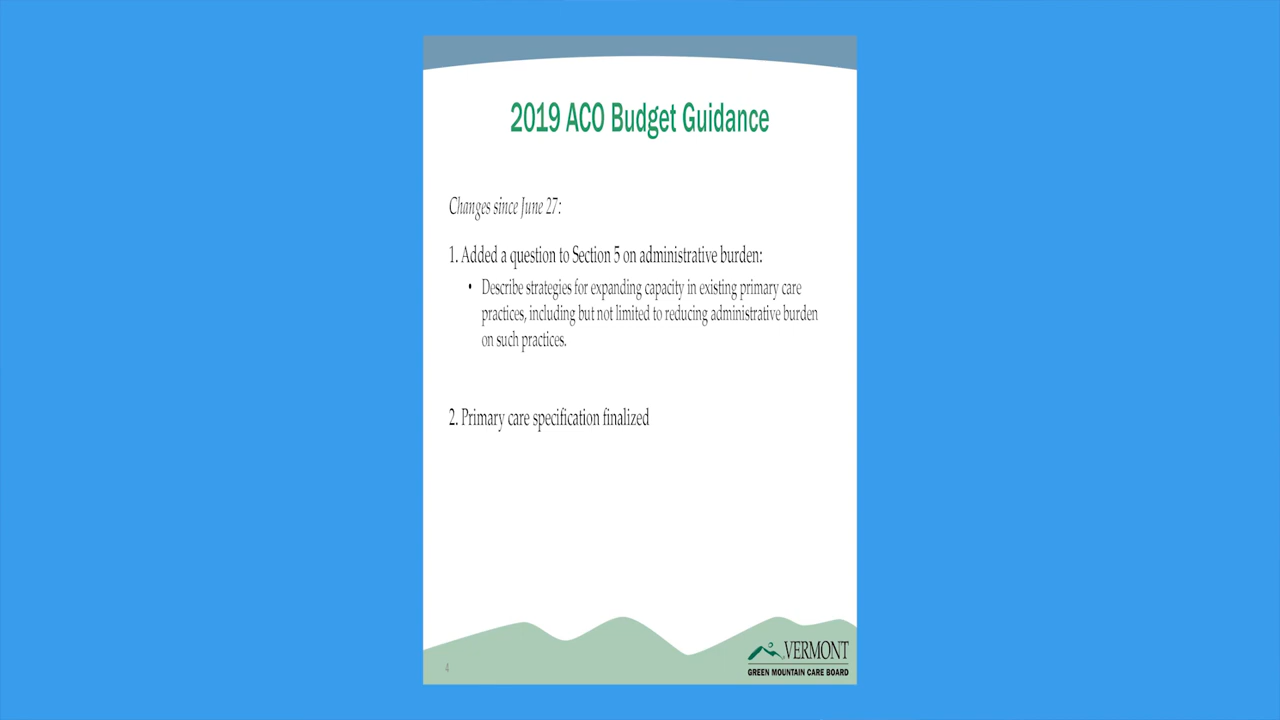 2019 ACO Budget Guidance
Changes since June 27:
1. Added a question to Section 5 on administrative burden:
• Describe strategies for expanding capacity in existing primary care
practices, including but not limited to reducing administrative burden
on such practices.
2. Primary care specification finalized
4
VERMONT
GREEN MOUNTAIN CARE BOARD